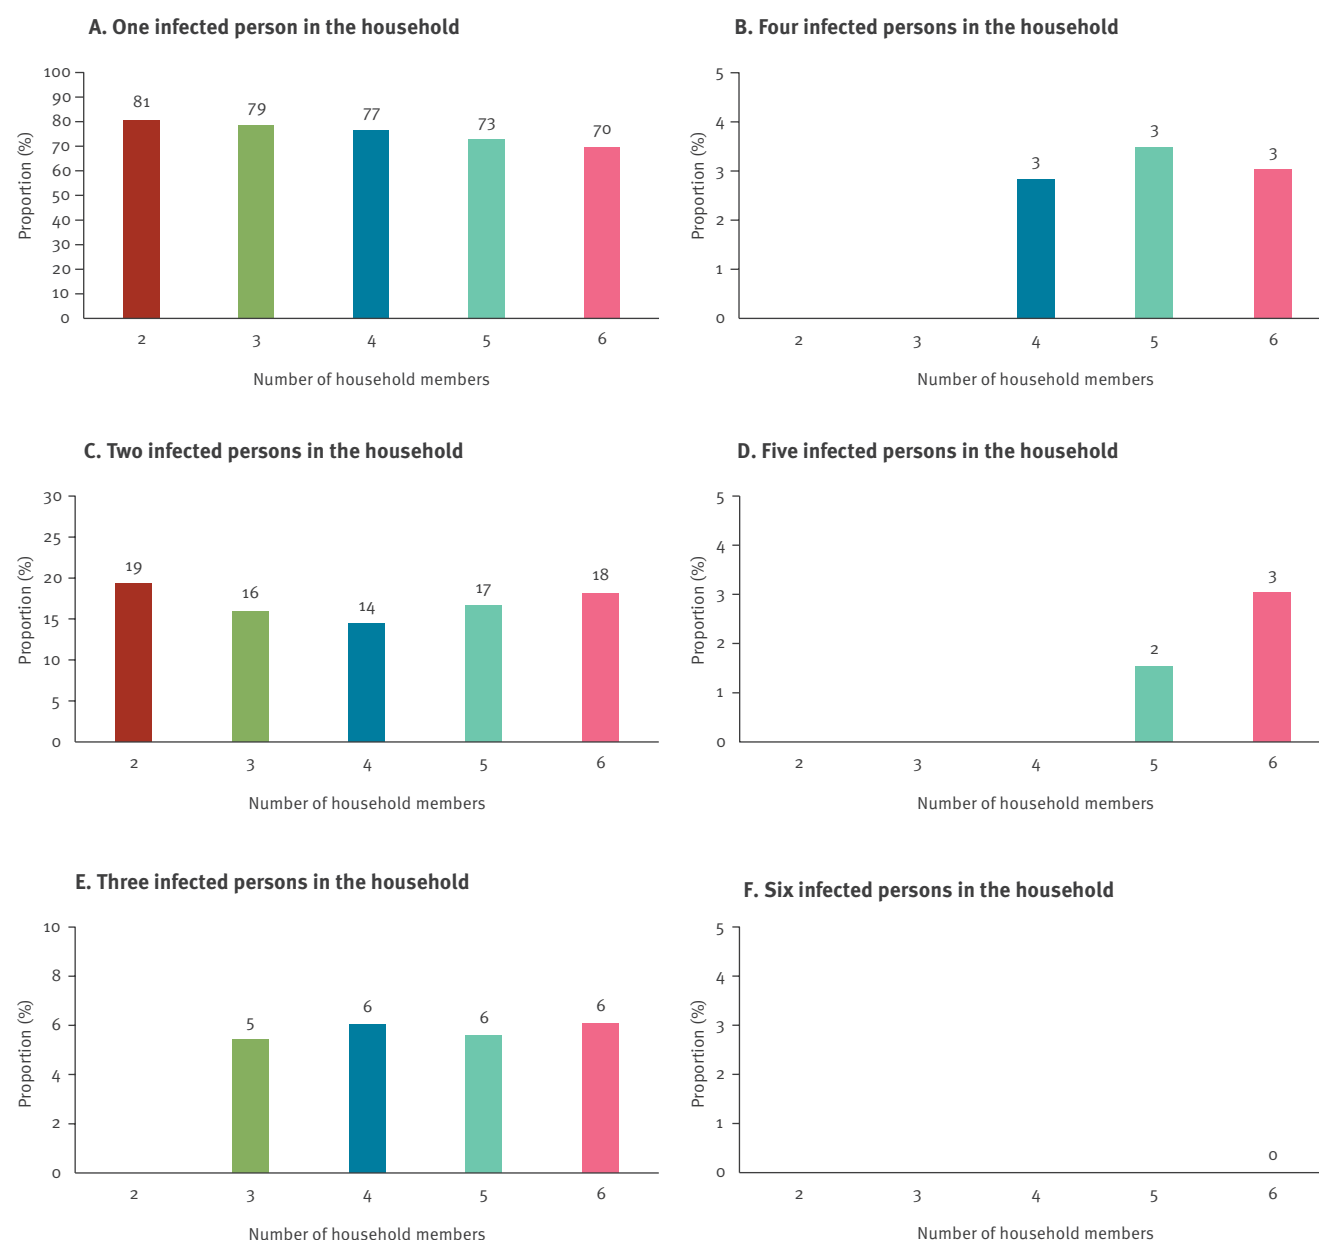 A. One infected person in the household
Proportion (%)
100
90
80
70
60
50
40
30
20
10
0
81
79
77
73
70
2 3 4 5 6
Number of household members
B. Four infected persons in the household
Proportion (%)
5
4
3
2
1
0
3
3
3
2 3 4 5 6
Number of household members
C. Two infected persons in the household
Proportion (%)
30
25
20
15
10
5
0
19
16
14
17
18
2 3 4 5 6
Number of household members
D. Five infected persons in the household
Proportion (%)
5
4
3
2
1
0
2
3
2 3 4 5 6
Number of household members
E. Three infected persons in the household
Proportion (%)
10
8
6
4
2
0
5
6
6
6
2 3 4 5 6
Number of household members
F. Six infected persons in the household
Proportion (%)
5
4
3
2
1
0
0
2 3 4 5 6
Number of household members